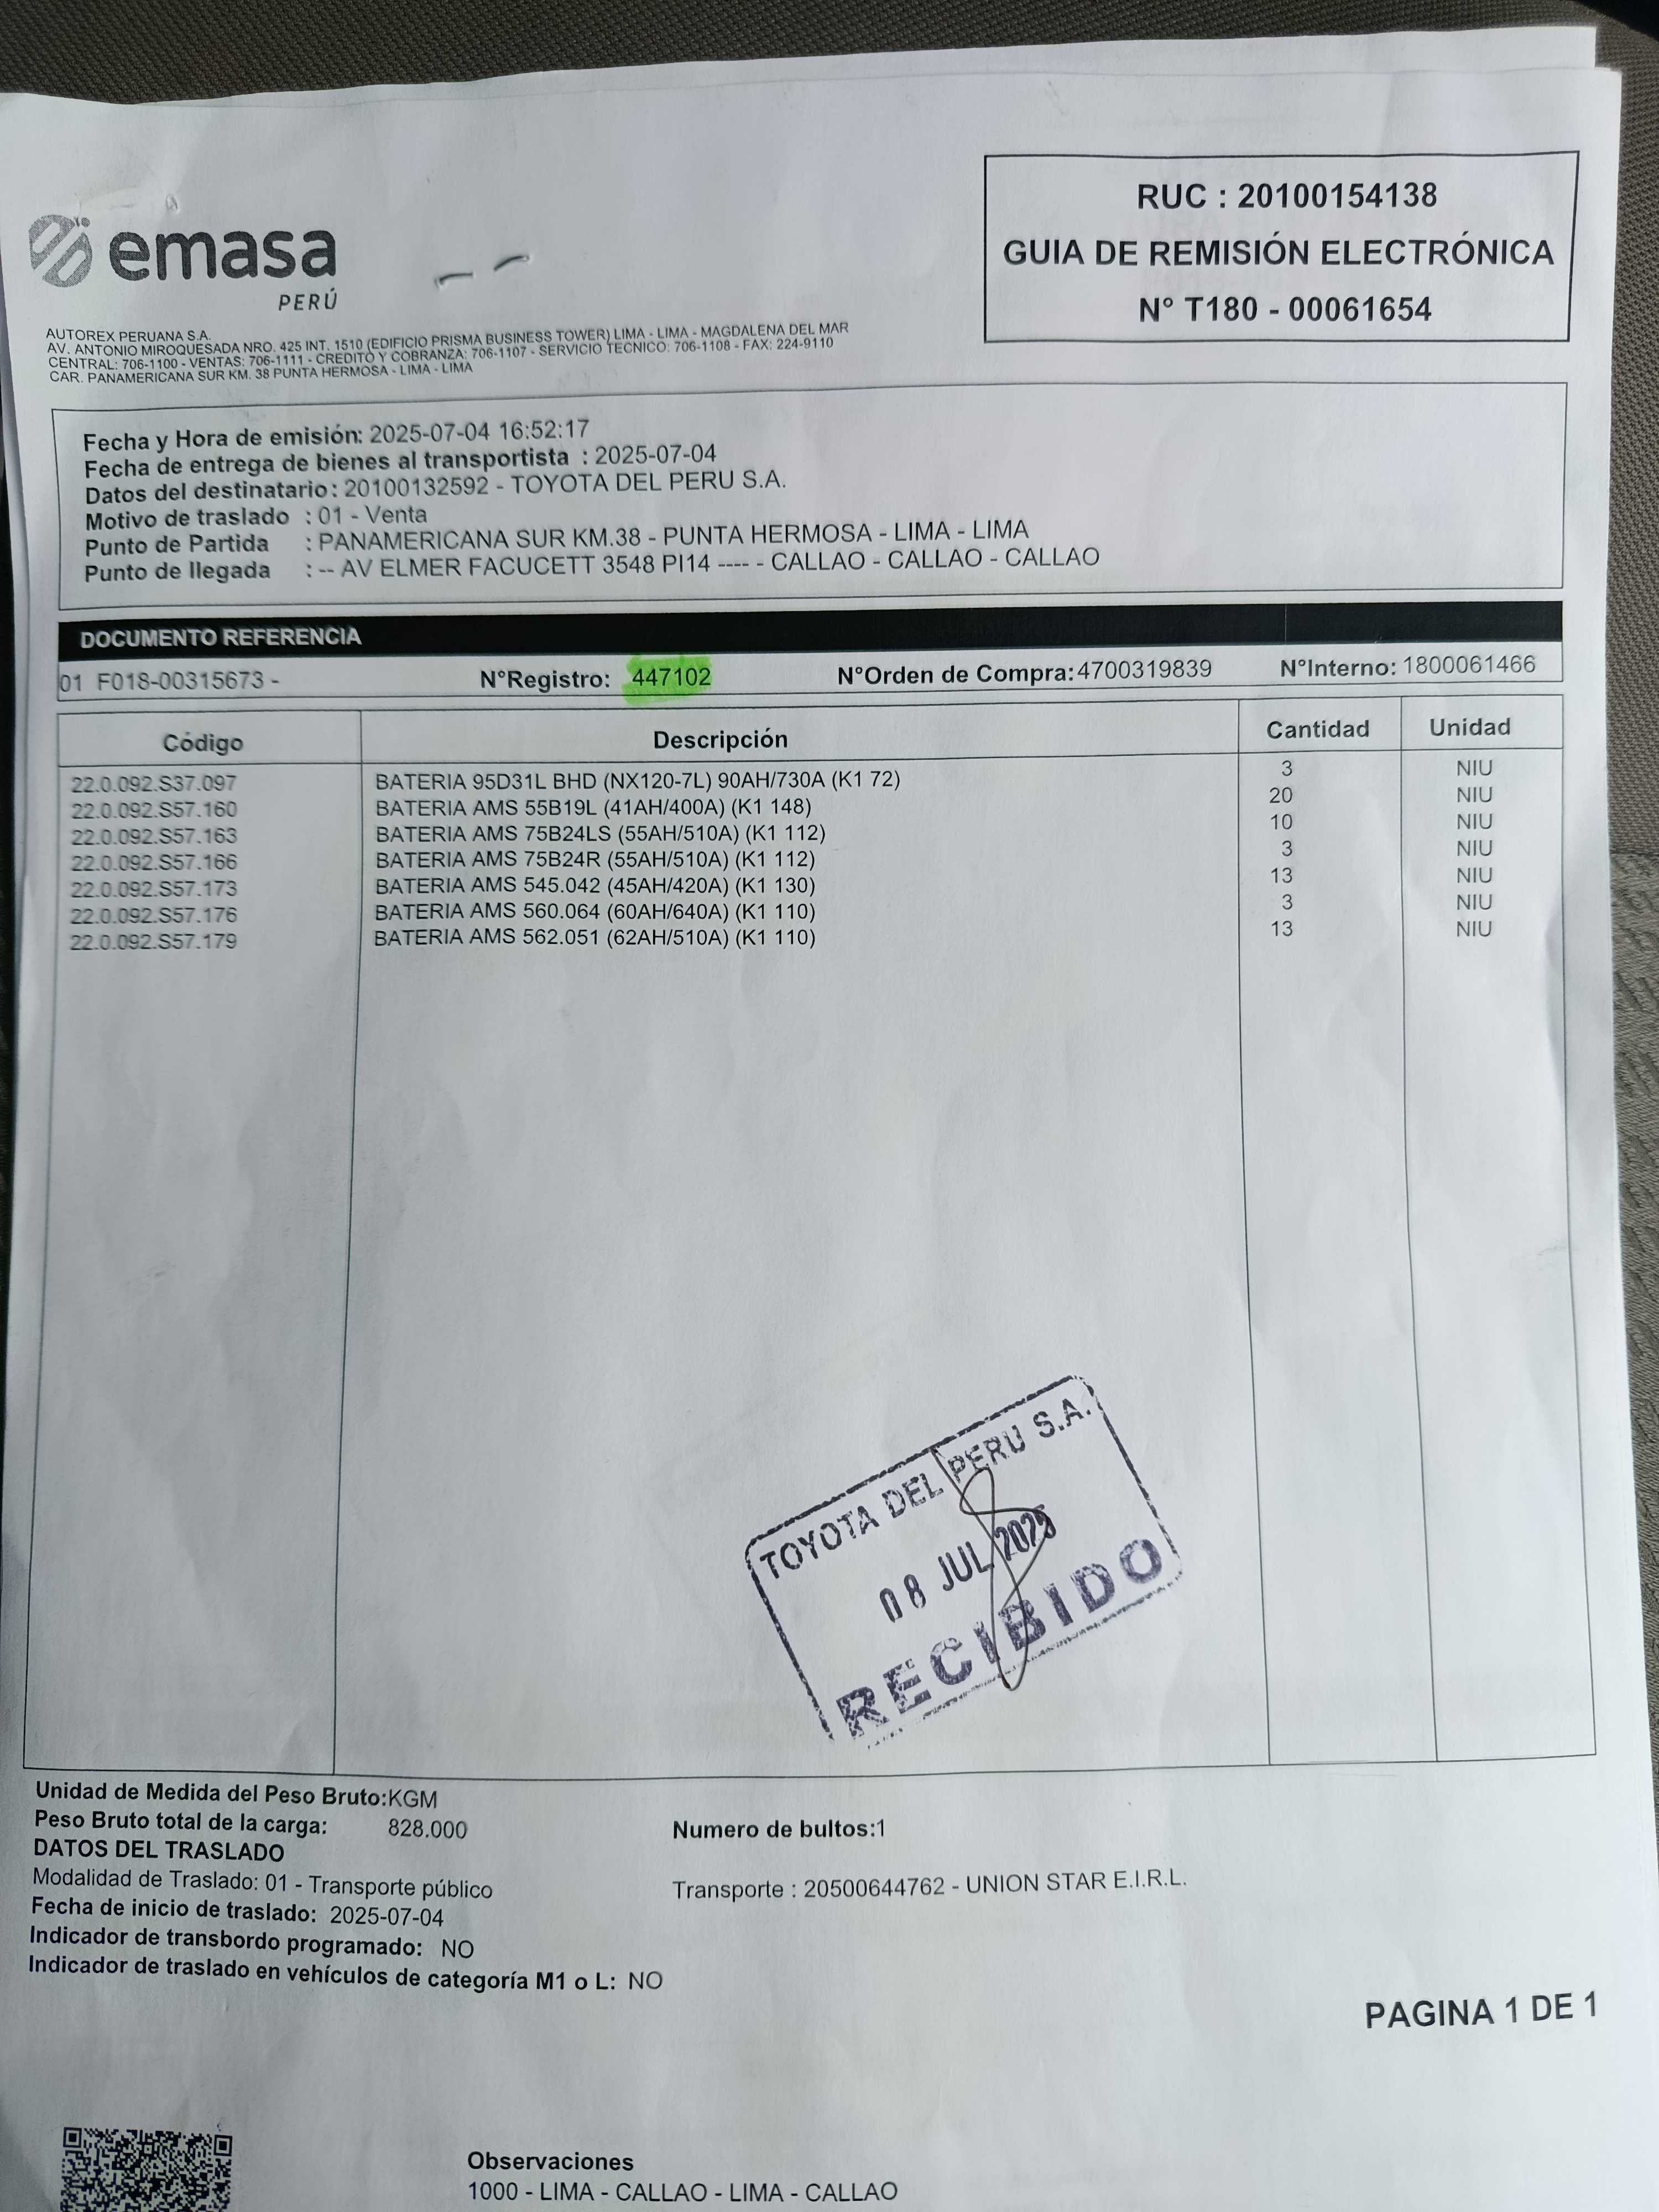 emasa
PERÚ
RUC : 20100154138
GUIA DE REMISIÓN ELECTRÓNICA
N° T180 - 00061654
AUTOREX PERUANA S.A.
AV. ANTONIO MIROQUESADA NRO. 425 INT. 1510 (EDIFICIO PRISMA BUSINESS TOWER) LIMA - LIMA - MAGDALENA DEL MAR
CENTRAL: 706-1100 - VENTAS: 706-1111 - CREDITO Y COBRANZA: 706-1107 - SERVICIO TECNICO: 706-1108 - FAX: 224-9110
CAR. PANAMERICANA SUR KM. 38 PUNTA HERMOSA - LIMA - LIMA
Fecha y Hora de emisión: 2025-07-04 16:52:17
Fecha de entrega de bienes al transportista : 2025-07-04
Datos del destinatario: 20100132592 - TOYOTA DEL PERU S.A.
Motivo de traslado : 01 - Venta
Punto de Partida : PANAMERICANA SUR KM.38 - PUNTA HERMOSA - LIMA - LIMA
Punto de llegada : -- AV ELMER FACUCETT 3548 PI14 ---- - CALLAO - CALLAO - CALLAO
DOCUMENTO REFERENCIA
01 F018-00315673 - N°Registro: 447102 N°Orden de Compra:4700319839 N°Interno: 1800061466
Código Descripción Cantidad Unidad
22.0.092.S37.097 BATERIA 95D31L BHD (NX120-7L) 90AH/730A (K1 72) 3 NIU
22.0.092.S57.160 BATERIA AMS 55B19L (41AH/400A) (K1 148) 20 NIU
22.0.092.S57.163 BATERIA AMS 75B24LS (55AH/510A) (K1 112) 10 NIU
22.0.092.S57.166 BATERIA AMS 75B24R (55AH/510A) (K1 112) 3 NIU
22.0.092.S57.173 BATERIA AMS 545.042 (45AH/420A) (K1 130) 13 NIU
22.0.092.S57.176 BATERIA AMS 560.064 (60AH/640A) (K1 110) 3 NIU
22.0.092.S57.179 BATERIA AMS 562.051 (62AH/510A) (K1 110) 13 NIU
TOYOTA DEL PERU S.A.
08 JUL 2025
RECIBIDO
Unidad de Medida del Peso Bruto:KGM
Peso Bruto total de la carga: 828.000 Numero de bultos:1
DATOS DEL TRASLADO
Modalidad de Traslado: 01 - Transporte público Transporte : 20500644762 - UNION STAR E.I.R.L.
Fecha de inicio de traslado: 2025-07-04
Indicador de transbordo programado: NO
Indicador de traslado en vehículos de categoría M1 o L: NO
PAGINA 1 DE 1
Observaciones
1000 - LIMA - CALLAO - LIMA - CALLAO